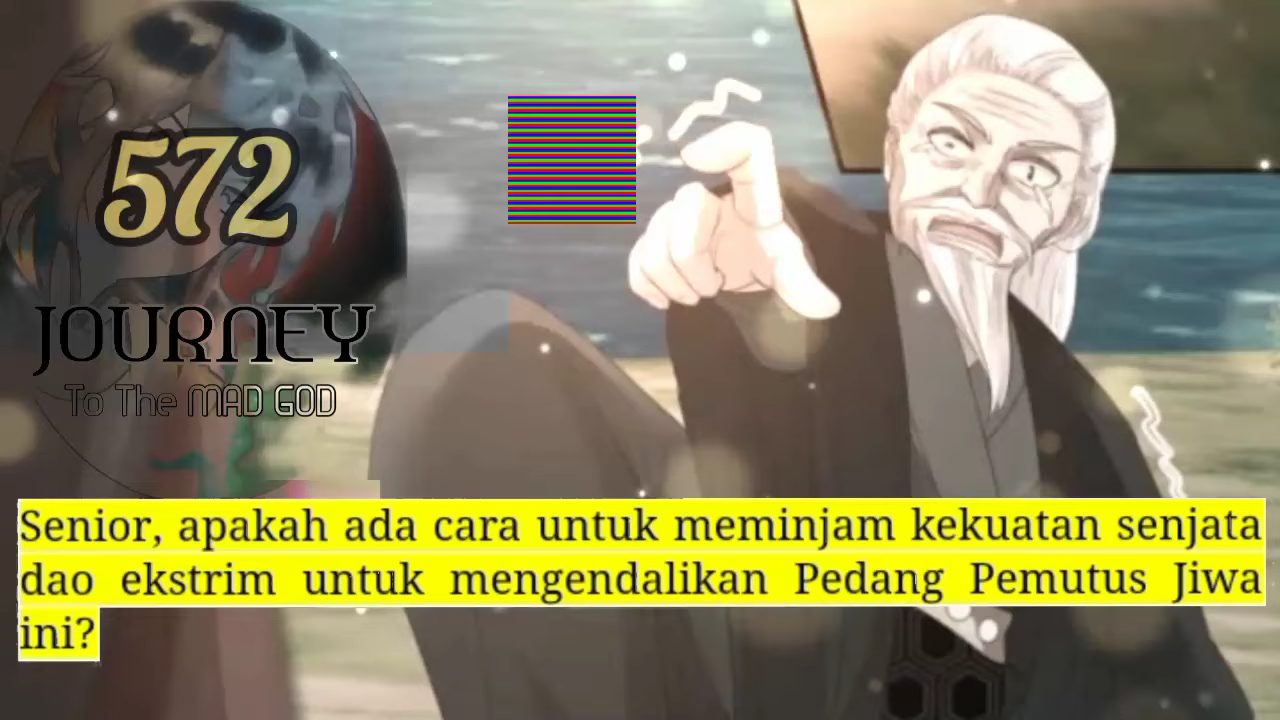 572
JOURNEY
To The MAD GOD
Senior, apakah ada cara untuk meminjam kekuatan senjata
dao ekstrim untuk mengendalikan Pedang Pemutus Jiwa
ini?